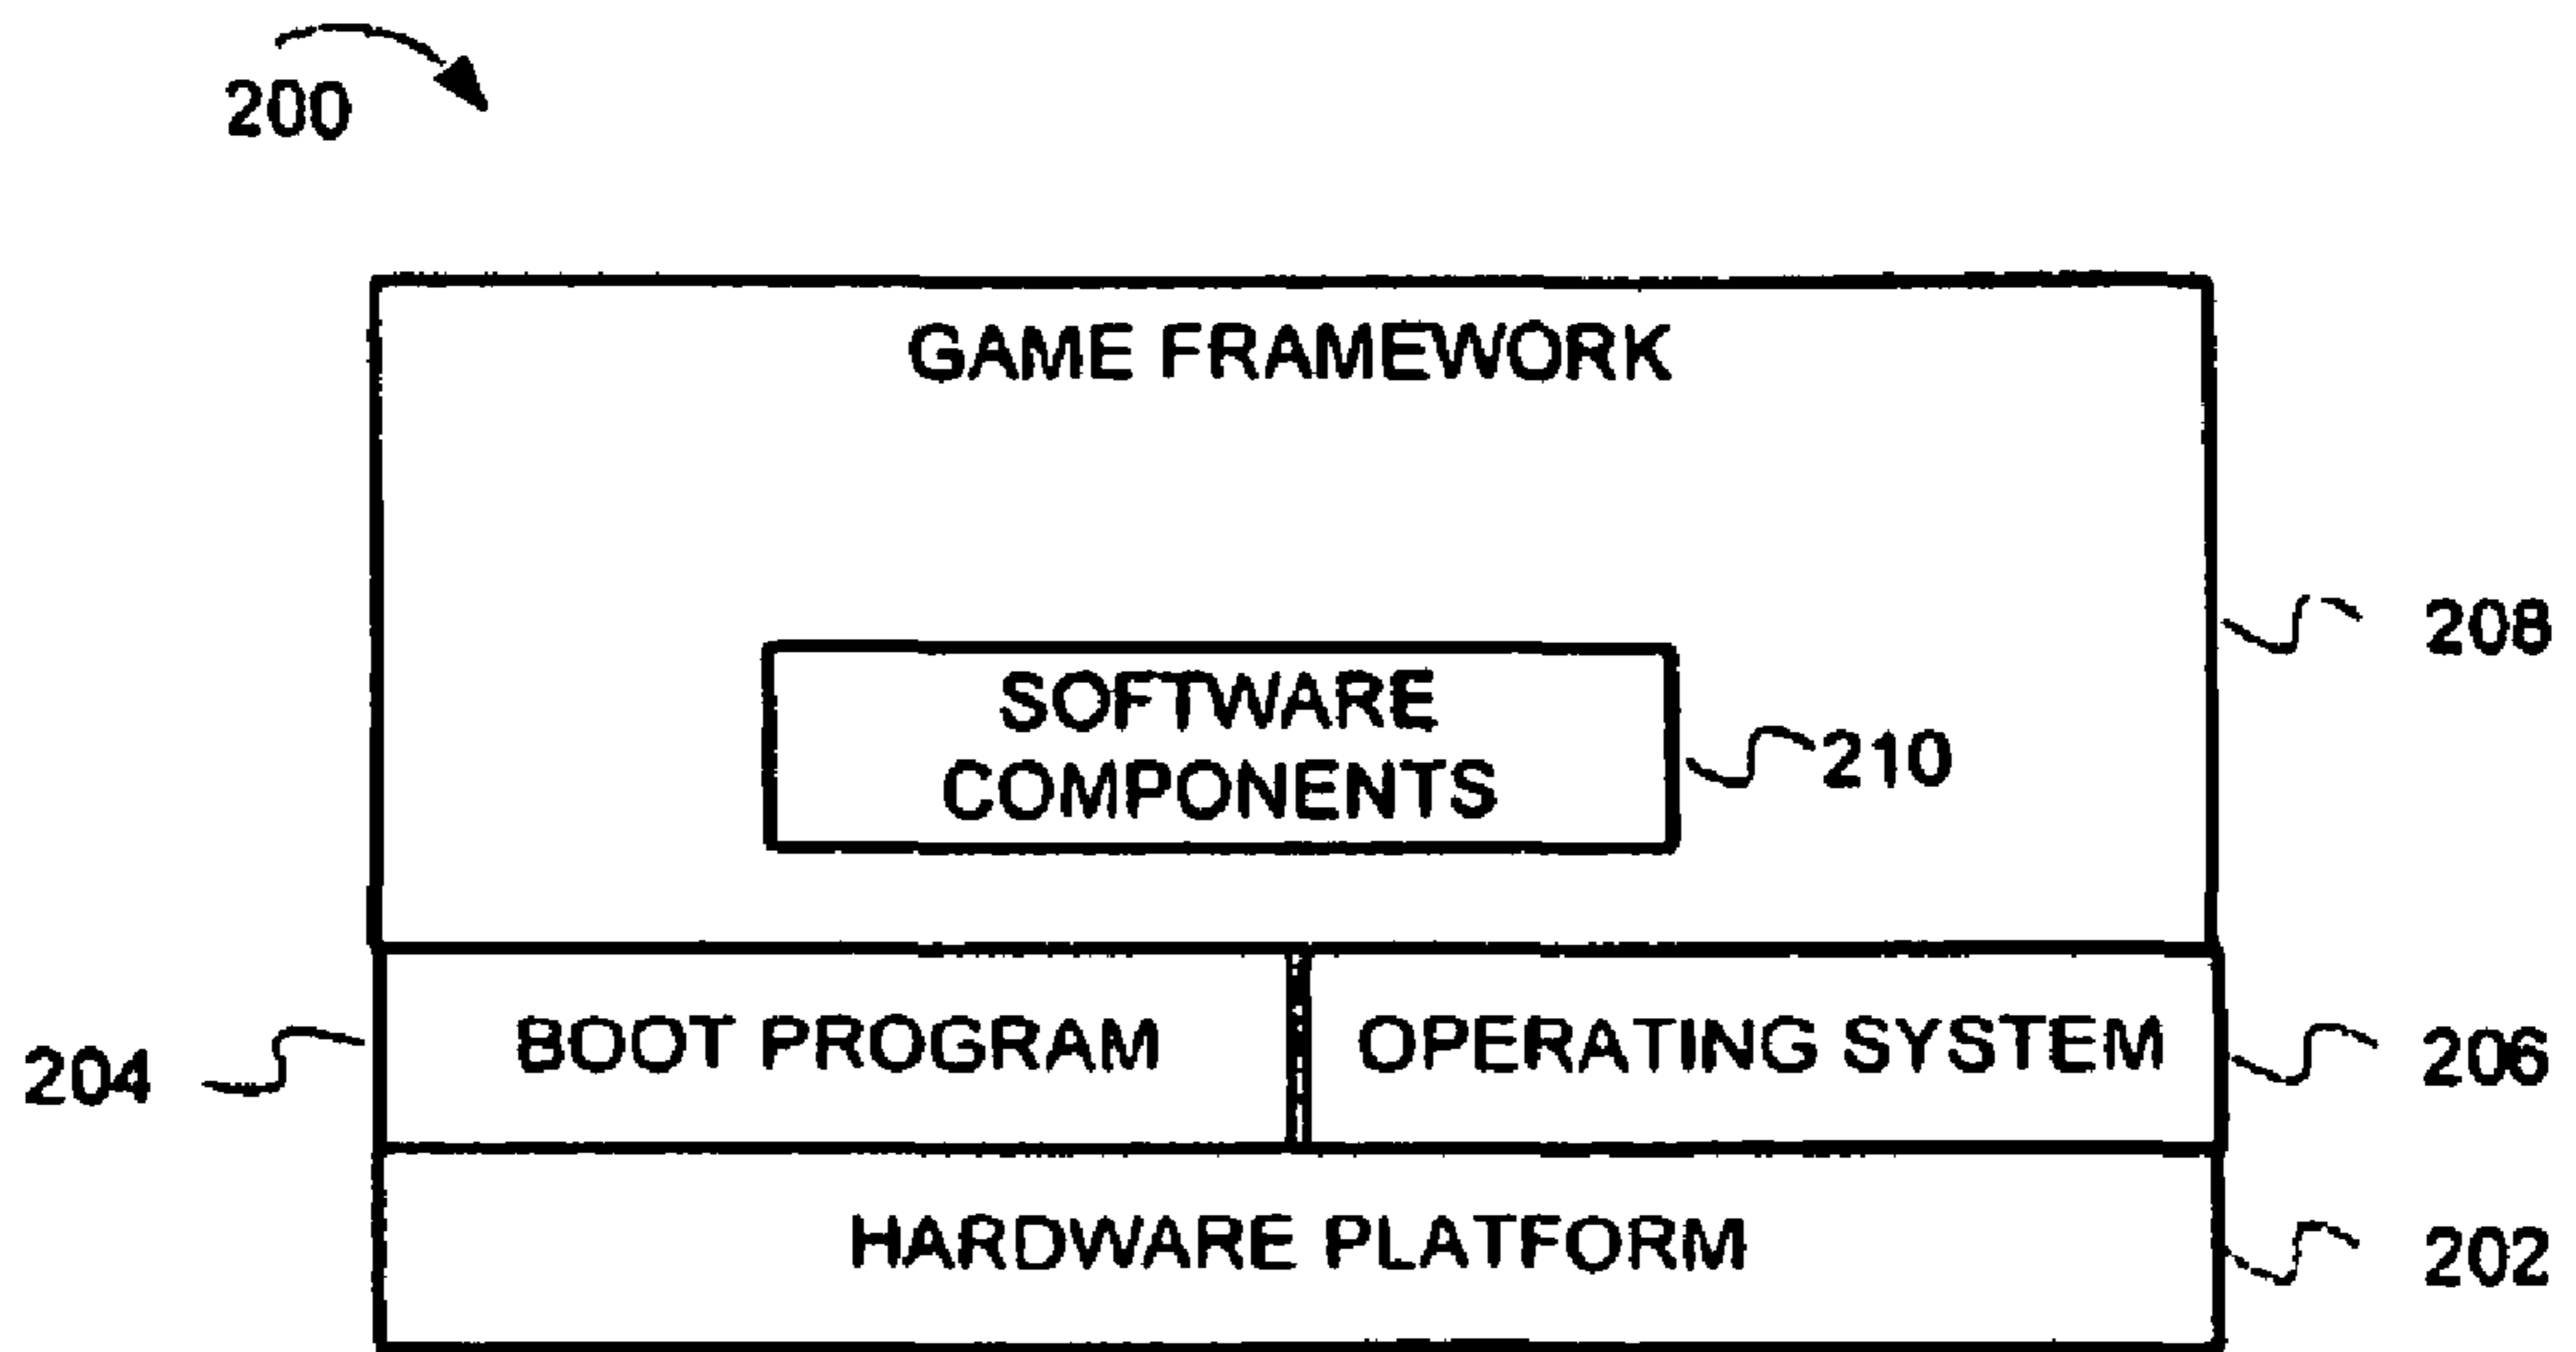 200
GAME FRAMEWORK
208
SOFTWARE
COMPONENTS
210
204
BOOT PROGRAM
OPERATING SYSTEM
206
HARDWARE PLATFORM
202